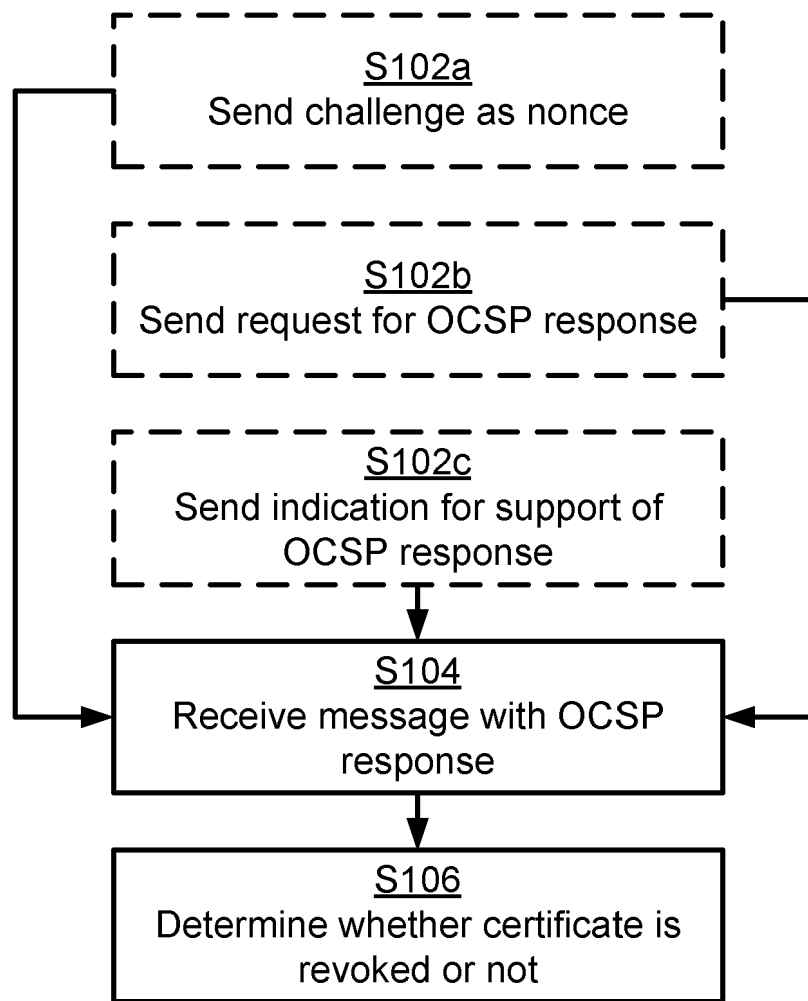 S102a
Send challenge as nonce
S102b
Send request for OCSP response
S102c
Send indication for support of
OCSP response
S104
Receive message with OCSP
response
S106
Determine whether certificate is
revoked or not